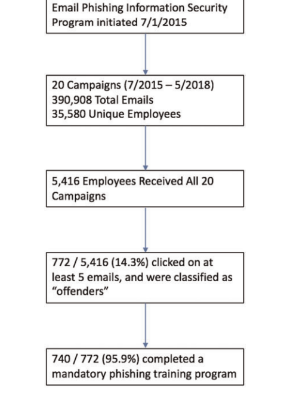 Email Phishing Information Security
Program initiated 7/1/2015
20 Campaigns (7/2015 – 5/2018)
390,908 Total Emails
35,580 Unique Employees
5,416 Employees Received All 20
Campaigns
772 / 5,416 (14.3%) clicked on at
least 5 emails, and were classified as
"offenders"
740 / 772 (95.9%) completed a
mandatory phishing training program